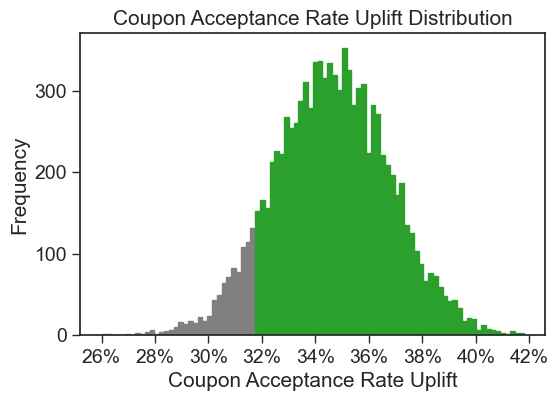 Coupon Acceptance Rate Uplift Distribution
Frequency
300
200
100
0
26% 28% 30% 32% 34% 36% 38% 40% 42%
Coupon Acceptance Rate Uplift